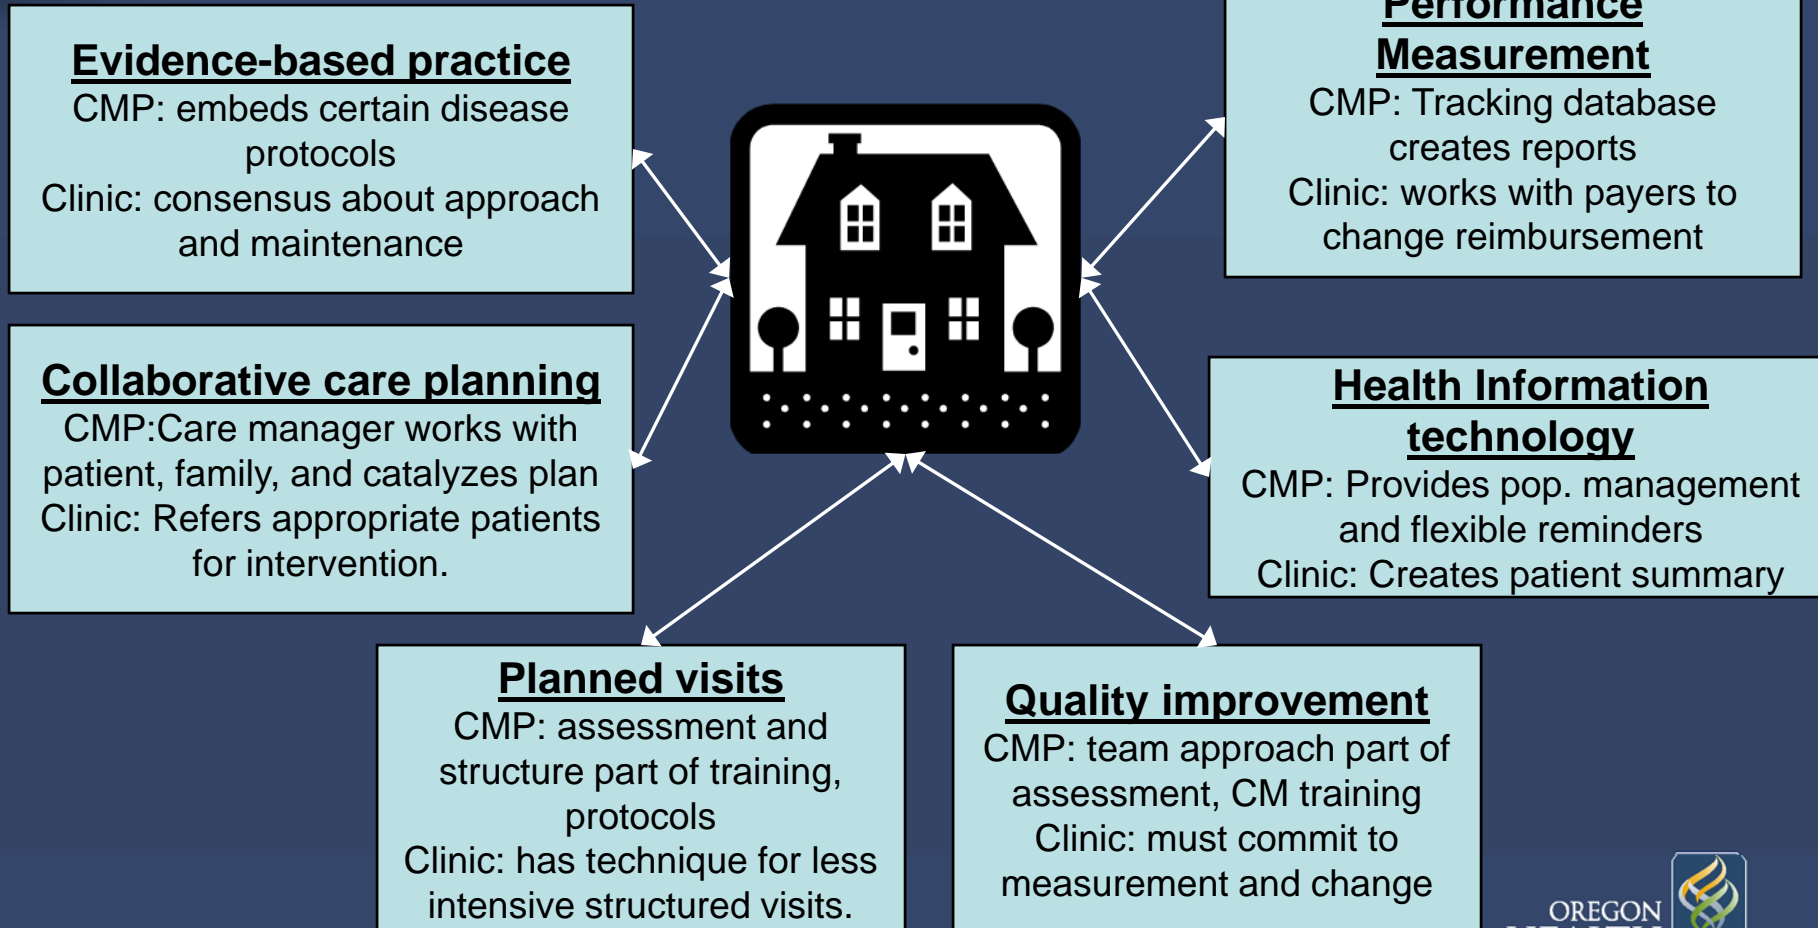 Evidence-based practice
CMP: embeds certain disease
protocols
Clinic: consensus about approach
and maintenance
Performance
Measurement
CMP: Tracking database
creates reports
Clinic: works with payers to
change reimbursement
Collaborative care planning
CMP:Care manager works with
patient, family, and catalyzes plan
Clinic: Refers appropriate patients
for intervention.
Health Information
technology
CMP: Provides pop. management
and flexible reminders
Clinic: Creates patient summary
Planned visits
CMP: assessment and
structure part of training,
protocols
Clinic: has technique for less
intensive structured visits.
Quality improvement
CMP: team approach part of
assessment, CM training
Clinic: must commit to
measurement and change
OREGON
HEALTH